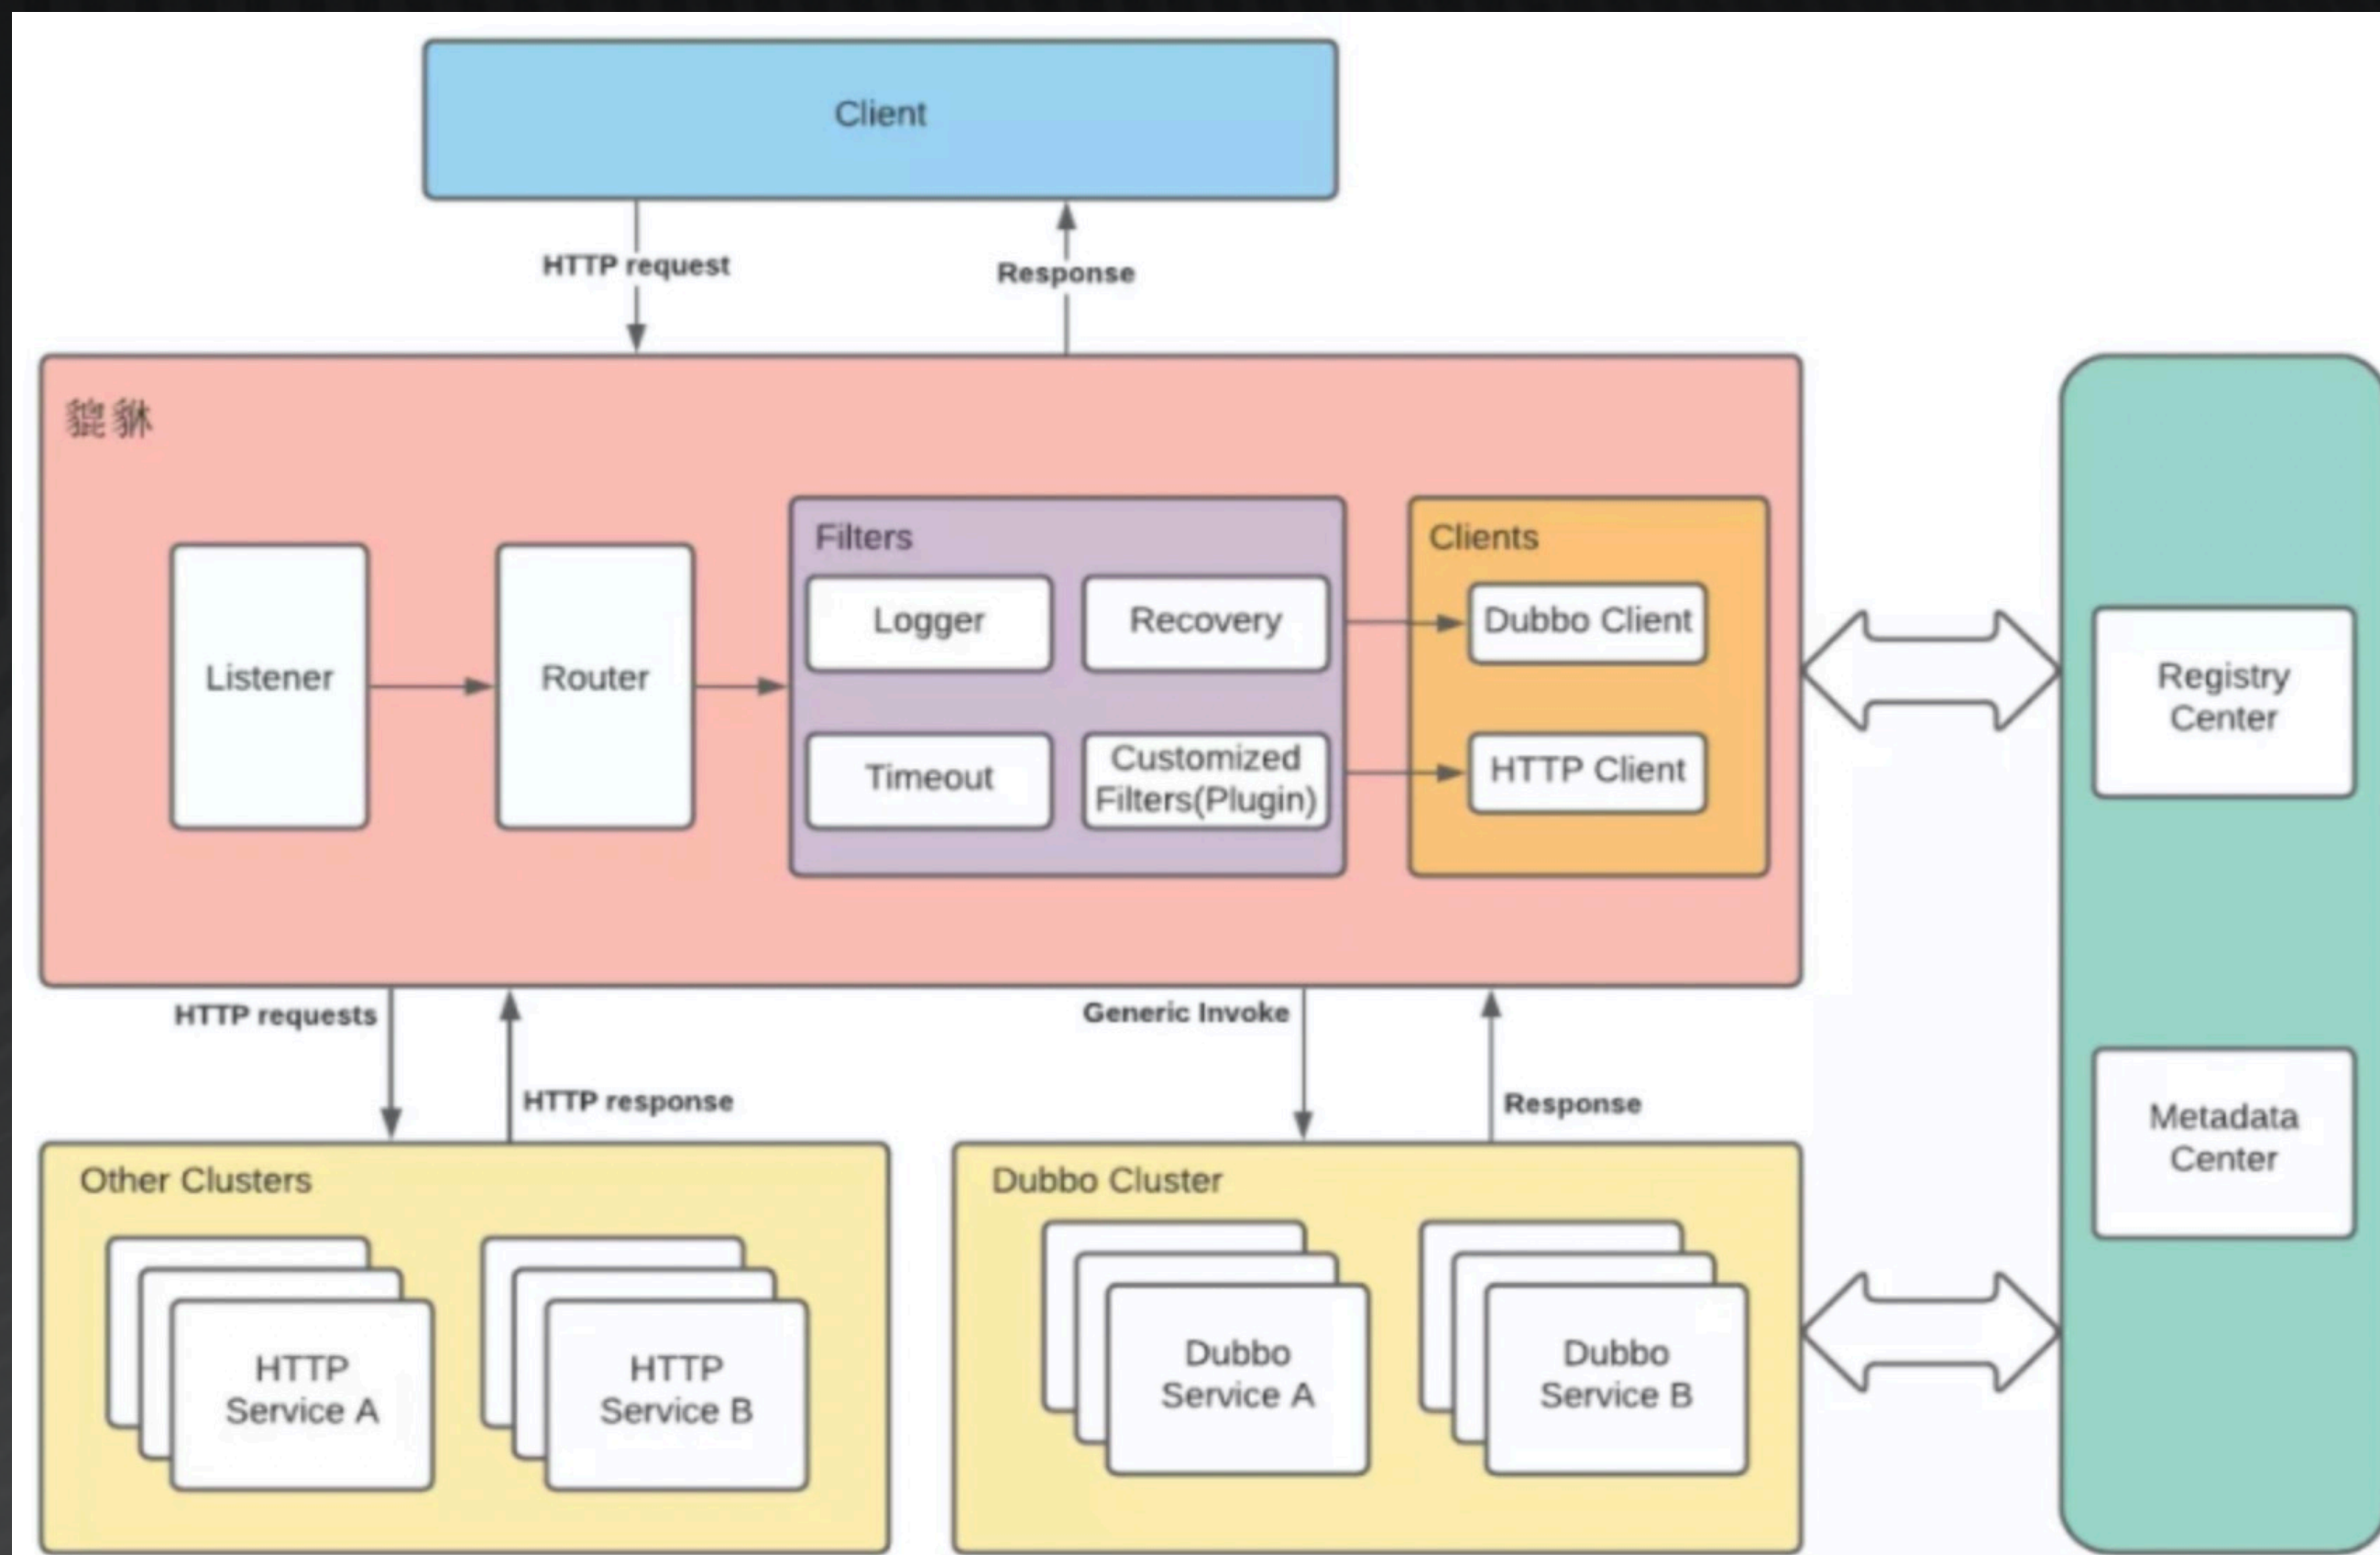 Client
HTTP request
Response
貔貅
Filters
Clients
Listener
Router
Logger
Recovery
Dubbo Client
Timeout
Customized
Filters(Plugin)
HTTP Client
Registry
Center
HTTP requests
HTTP response
Generic Invoke
Response
Metadata
Center
Other Clusters
HTTP
Service A
HTTP
Service B
Dubbo Cluster
Dubbo
Service A
Dubbo
Service B